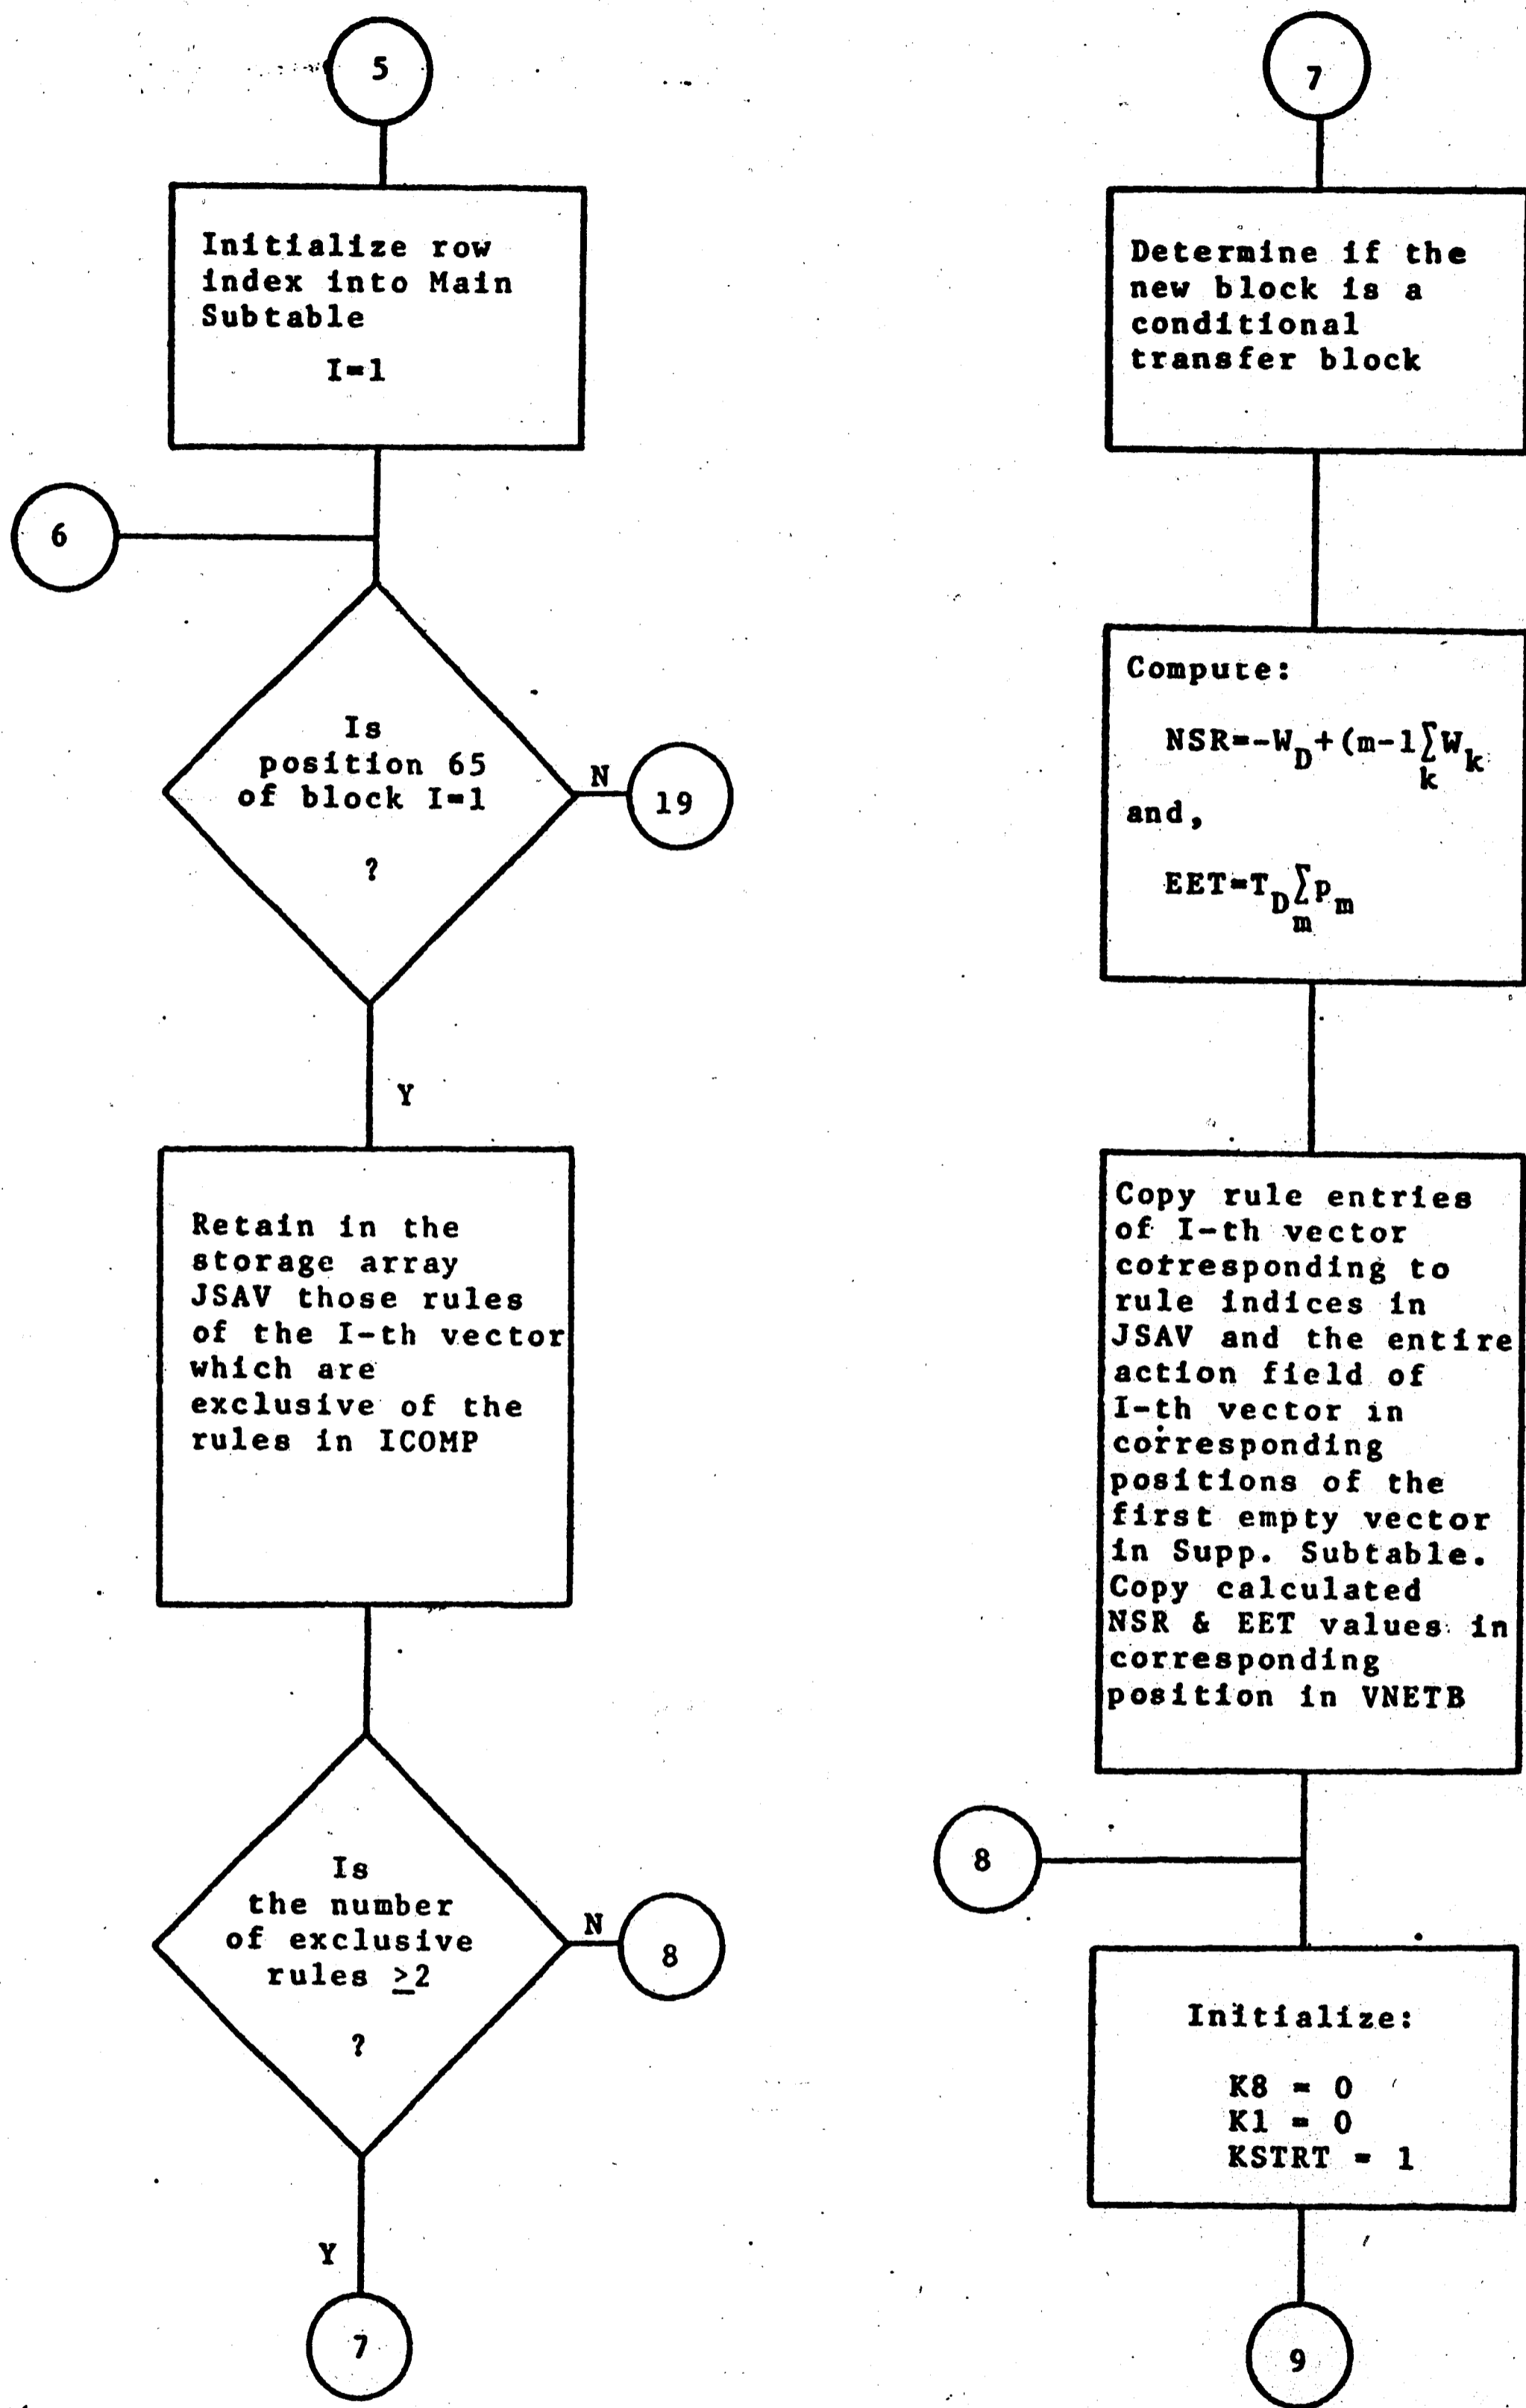 5
Initialize row
index into Main
Subtable
I=1
6
Is
position 65
of block I=1
?
N
19
Y
Retain in the
storage array
JSAV those rules
of the I-th vector
which are
exclusive of the
rules in ICOMP
Is
the number
of exclusive
rules ≥2
?
N
8
Y
7
7
Determine if the
new block is a
conditional
transfer block
Compute:
NSR=-W_D+(m-1∑_k W_k
and,
EET=T_D∑_m p_m
Copy rule entries
of I-th vector
corresponding to
rule indices in
JSAV and the entire
action field of
I-th vector in
corresponding
positions of the
first empty vector
in Supp. Subtable.
Copy calculated
NSR & EET values in
corresponding
position in VNETB
8
Initialize:
K8 = 0
K1 = 0
KSTRT = 1
9